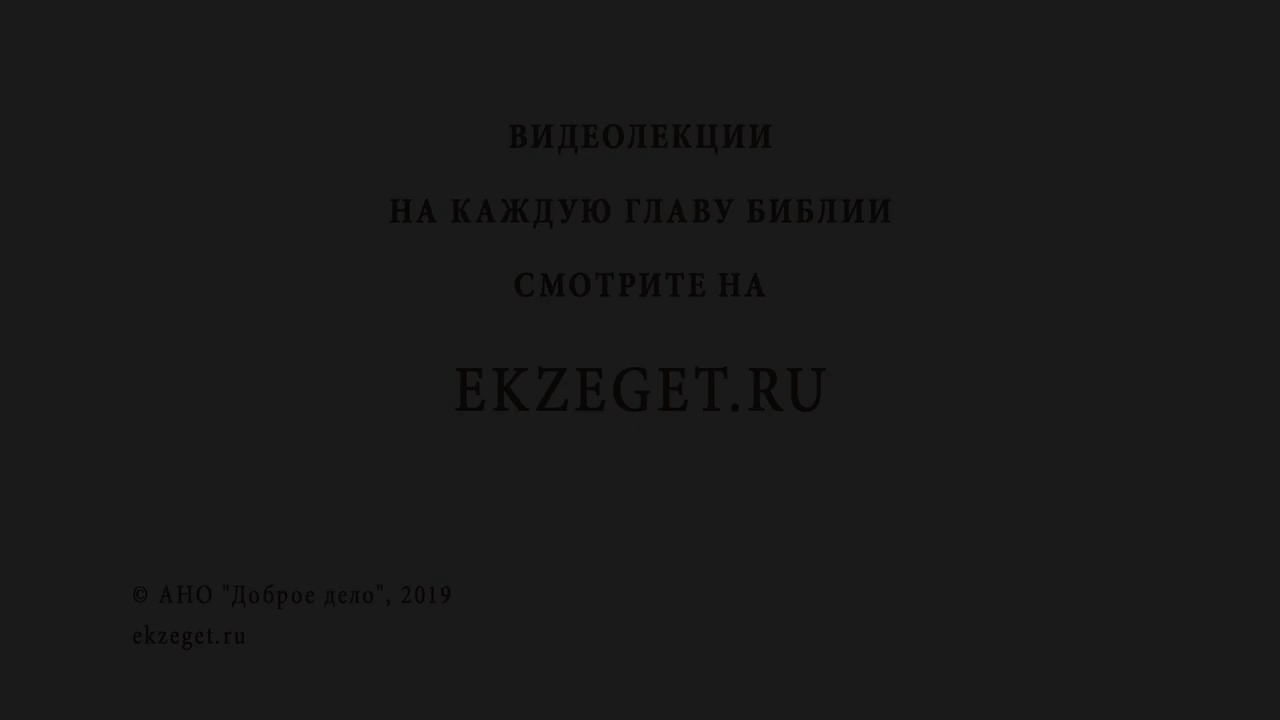 ВИДЕОЛЕКЦИИ
НА КАЖДУЮ ГЛАВУ БИБЛИИ
СМОТРИТЕ НА
EKZEGET.RU
© АНО "Доброе дело", 2019
ekzeget.ru